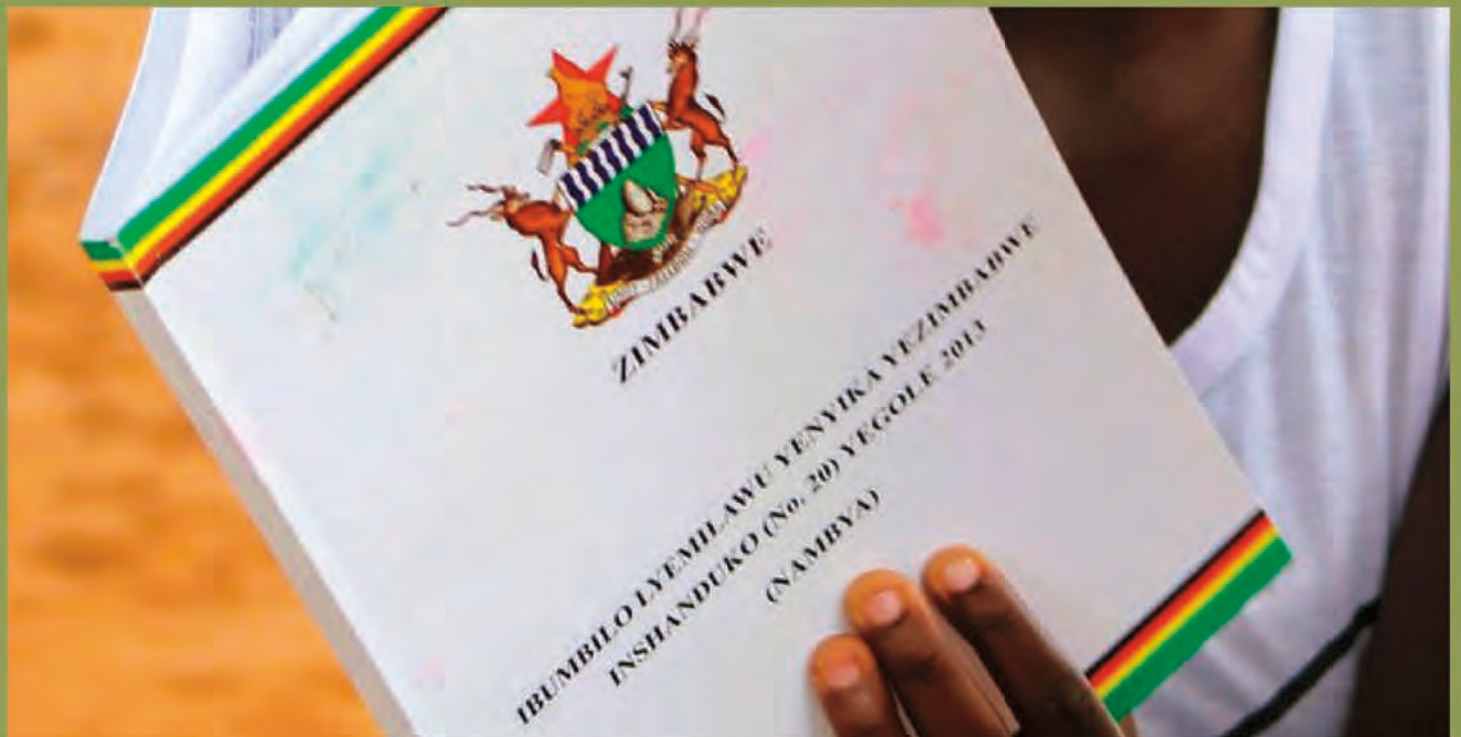 ZIMBABWE
IBUMBILO LYEMILAWU YENYIKA YEZIMBABWE
INSHANDUKO (No. 20) YEGOLE 2013
(NAMBYA)